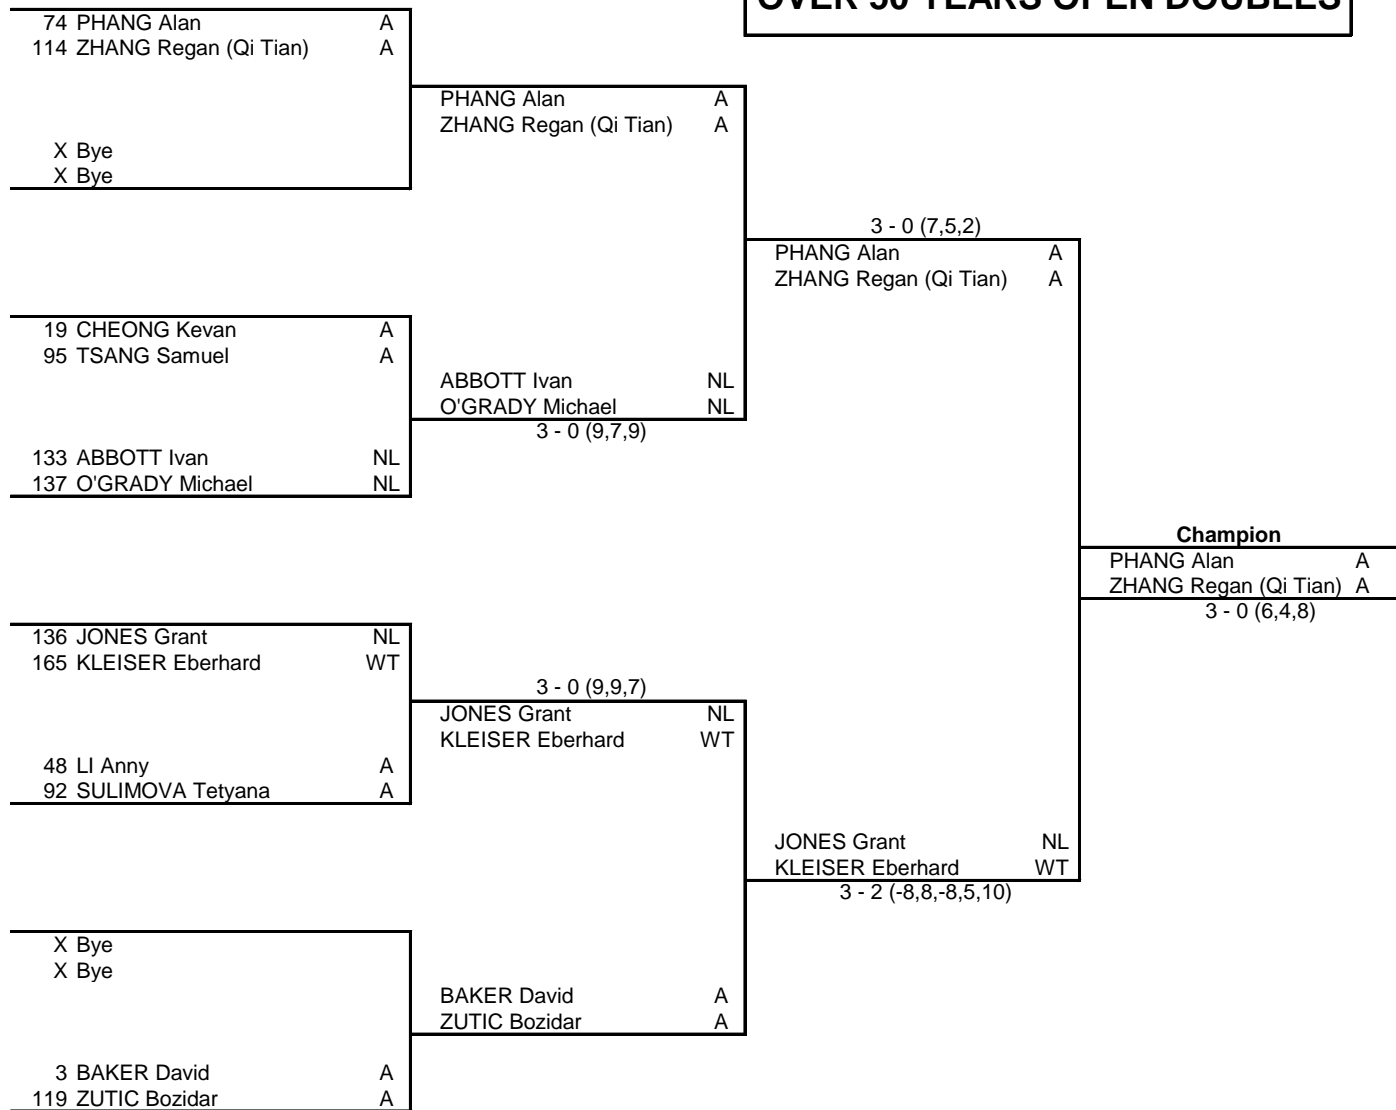 OVER 50 YEARS OPEN DOUBLES
74 PHANG Alan A
114 ZHANG Regan (Qi Tian) A
X Bye
X Bye
19 CHEONG Kevan A
95 TSANG Samuel A
133 ABBOTT Ivan NL
137 O'GRADY Michael NL
136 JONES Grant NL
165 KLEISER Eberhard WT
48 LI Anny A
92 SULIMOVA Tetyana A
X Bye
X Bye
3 BAKER David A
119 ZUTIC Bozidar A
PHANG Alan A
ZHANG Regan (Qi Tian) A
ABBOTT Ivan NL
O'GRADY Michael NL
3 - 0 (9,7,9)
3 - 0 (9,9,7)
JONES Grant NL
KLEISER Eberhard WT
BAKER David A
ZUTIC Bozidar A
3 - 0 (7,5,2)
PHANG Alan A
ZHANG Regan (Qi Tian) A
JONES Grant NL
KLEISER Eberhard WT
3 - 2 (-8,8,-8,5,10)
Champion
PHANG Alan A
ZHANG Regan (Qi Tian) A
3 - 0 (6,4,8)